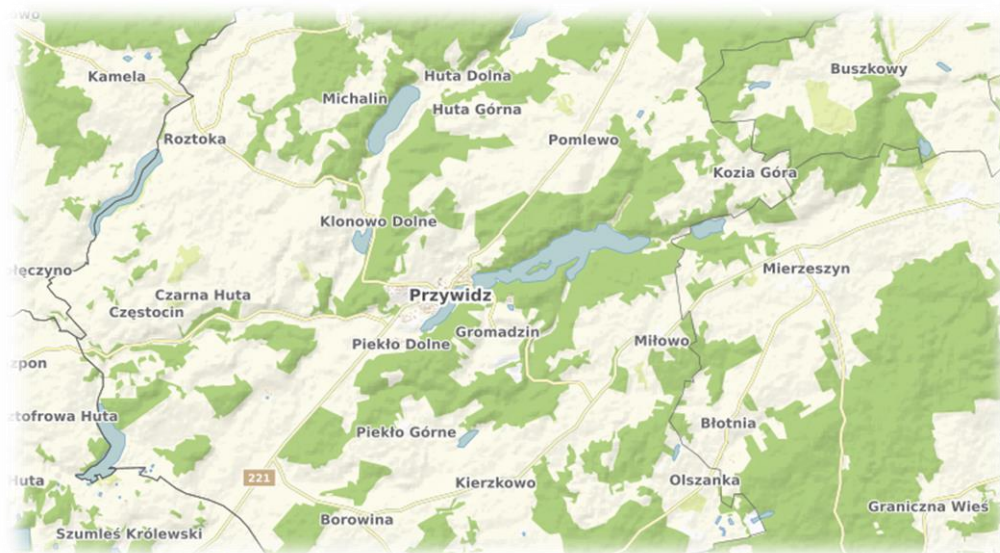 Huta Dolna
Buszkowy
Kamela
Michalin
Huta Górna
Roztoka
Pomlewo
Kozia Góra
Klonowo Dolne
Mierzeszyn
Czarna Huta
Przywidz
Częstocin
Gromadzin
Piekło Dolne
Miłowo
Huta
Błotnia
Piekło Górne
221
Kierzkowo
Olszanka
Huta
Graniczna Wieś
Borowina
Szumleś Królewski